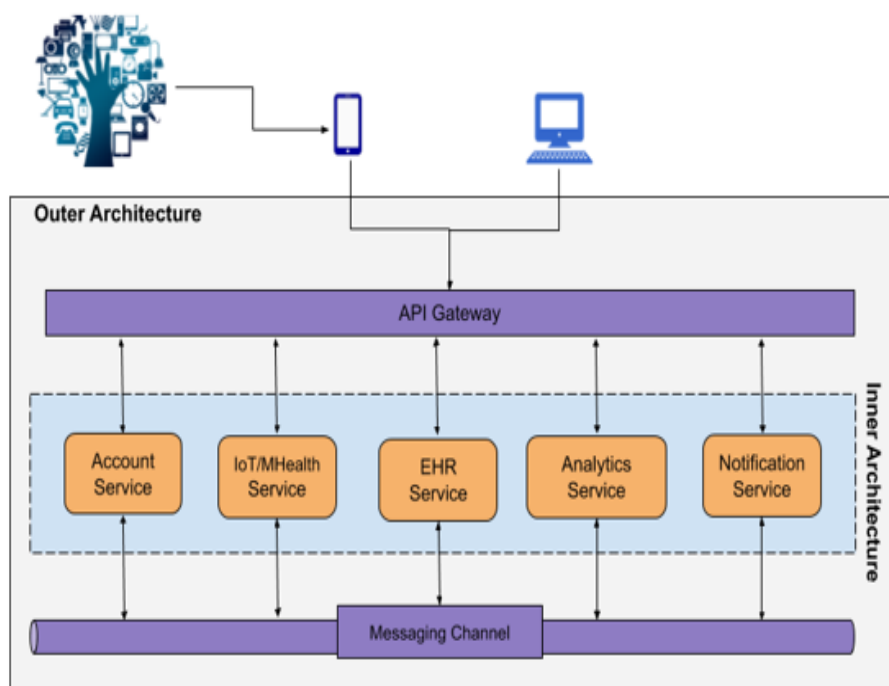 Outer Architecture
API Gateway
Inner Architecture
Account
Service
IoT/MHealth
Service
EHR
Service
Analytics
Service
Notification
Service
Messaging Channel